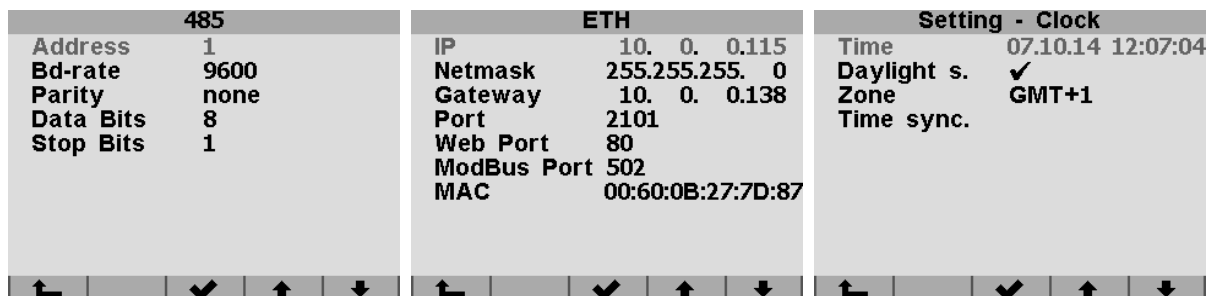 485
Address 1
Bd-rate 9600
Parity none
Data Bits 8
Stop Bits 1
ETH
IP 10. 0. 0.115
Netmask 255.255.255. 0
Gateway 10. 0. 0.138
Port 2101
Web Port 80
ModBus Port 502
MAC 00:60:0B:27:7D:87
Setting - Clock
Time 07.10.14 12:07:04
Daylight s. ✔
Zone GMT+1
Time sync.